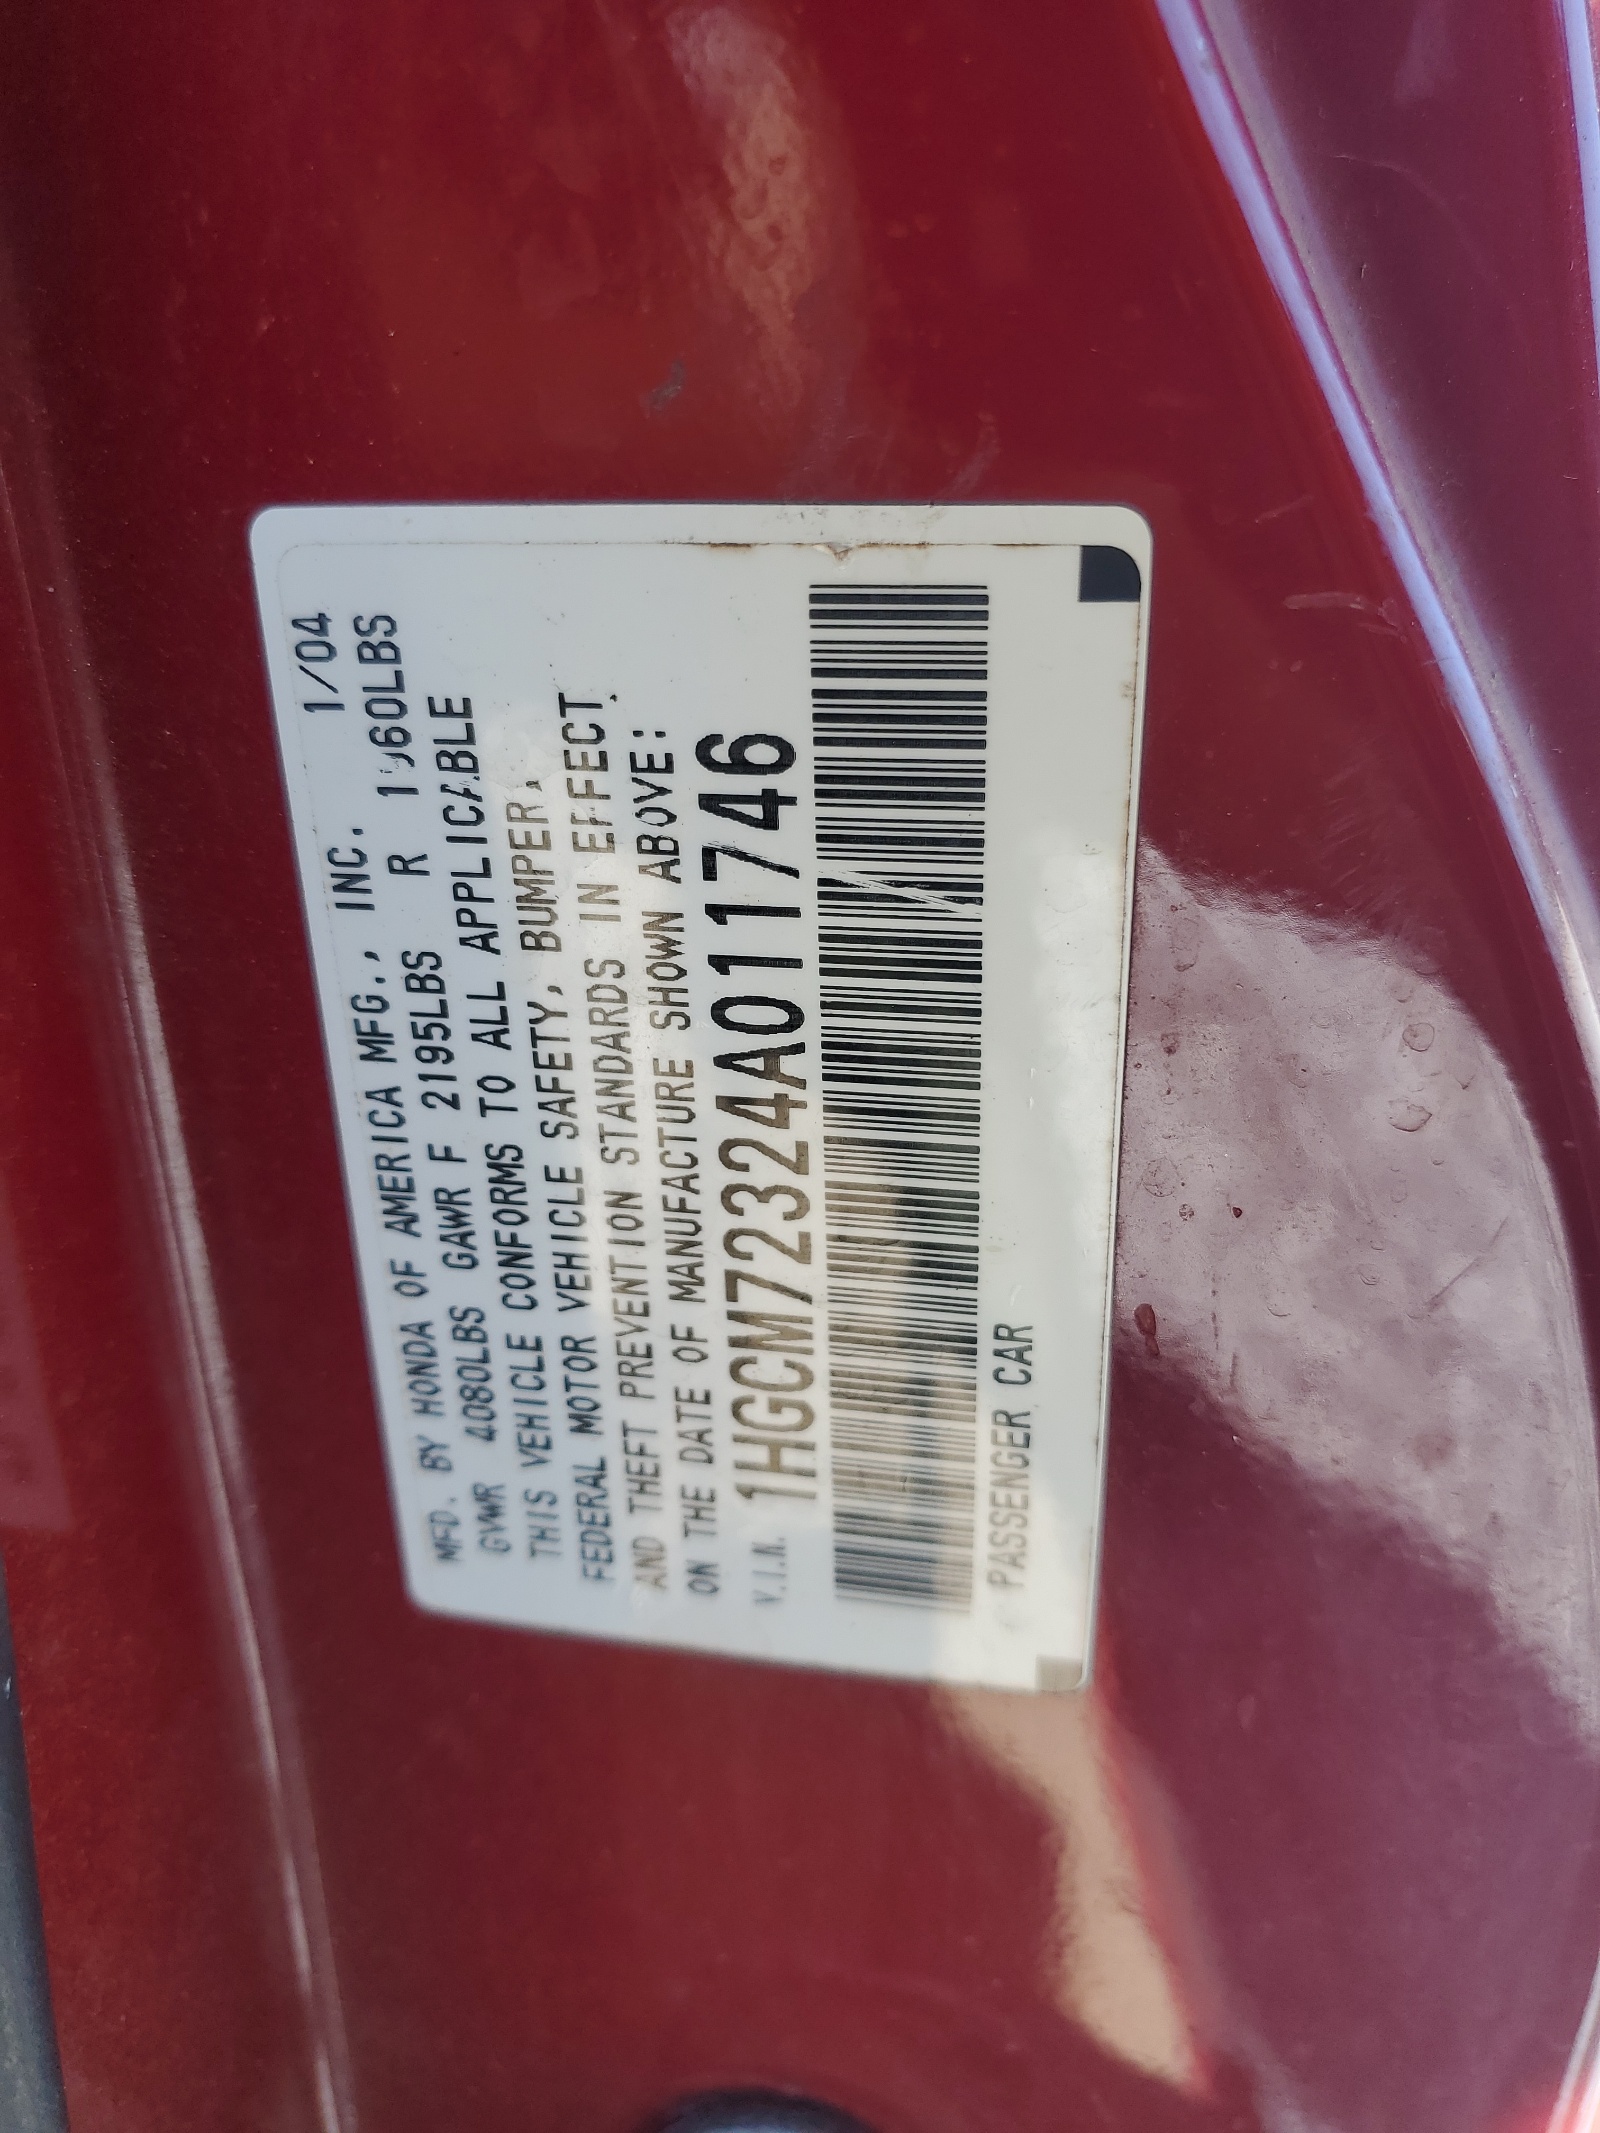 MFD. BY HONDA OF AMERICA MFG., INC. 1/04
GVWR 4080LBS GAWR F 2195LBS R
THIS VEHICLE CONFORMS TO ALL APPLICABLE
FEDERAL MOTOR VEHICLE SAFETY, BUMPER,
AND THEFT PREVENTION STANDARDS IN EFFECT
ON THE DATE OF MANUFACTURE SHOWN ABOVE:
V.I.N. 1HGCM72324A011746
PASSENGER CAR